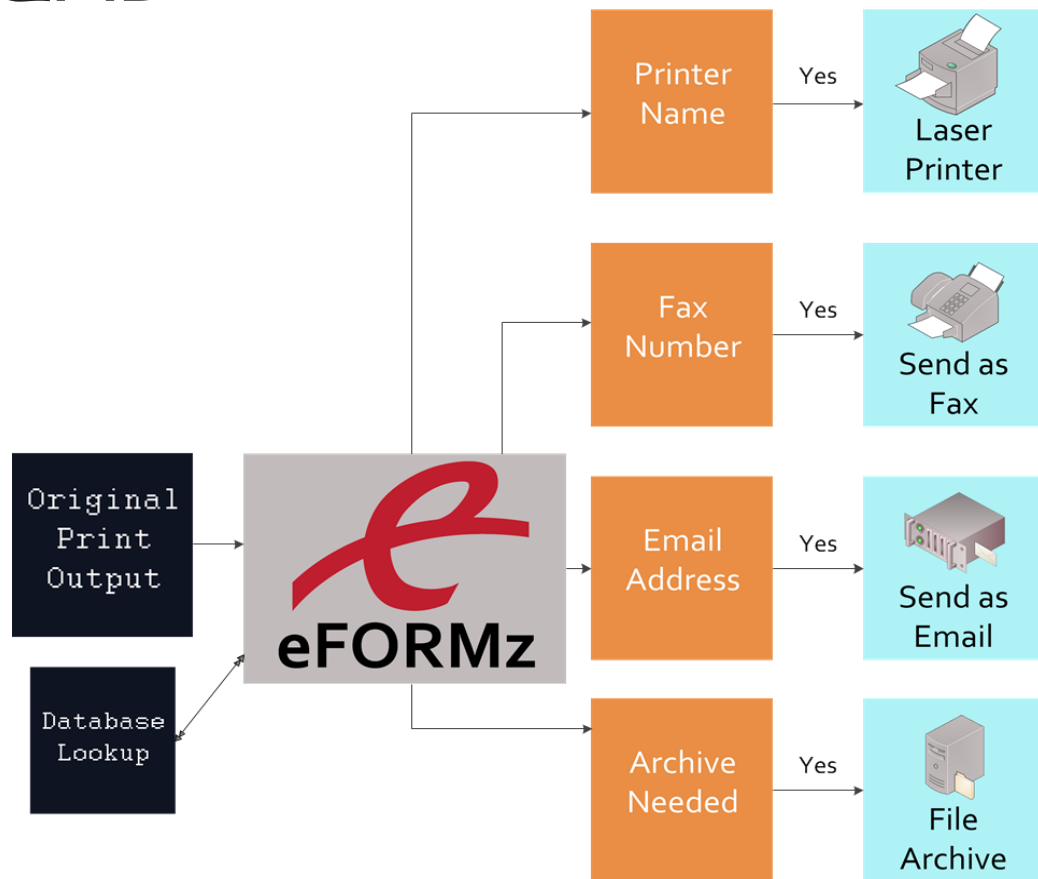 Printer
Name
Yes
Laser
Printer
Fax
Number
Yes
Send as
Fax
Original
Print
Output
eFORMz
Email
Address
Yes
Send as
Email
Database
Lookup
Archive
Needed
Yes
File
Archive